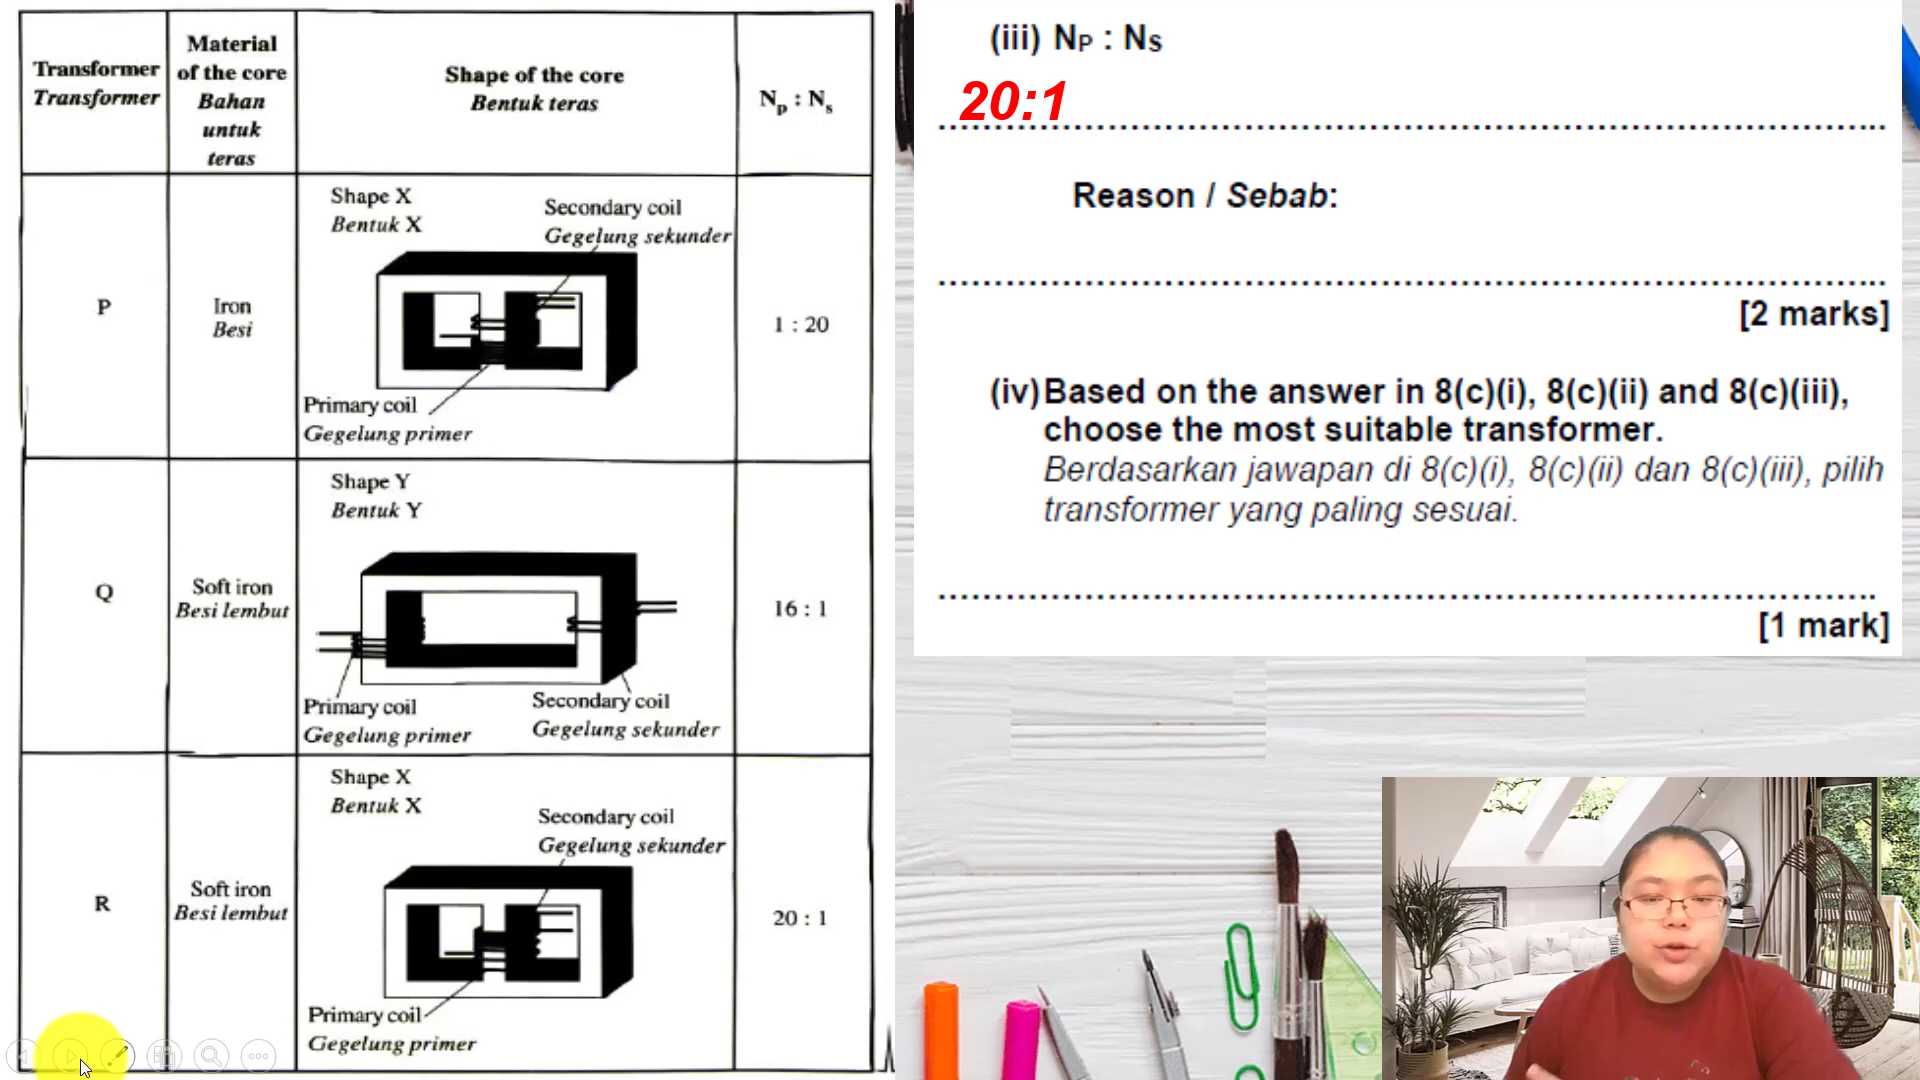 Transformer
Transformer
Material
of the core
Bahan
untuk
teras
Shape of the core
Bentuk teras
Np : Ns
P
Iron
Besi
Shape X
Bentuk X
Secondary coil
Gegelung sekunder
Primary coil
Gegelung primer
1 : 20
Q
Soft iron
Besi lembut
Shape Y
Bentuk Y
Primary coil
Gegelung primer
Secondary coil
Gegelung sekunder
16 : 1
R
Soft iron
Besi lembut
Shape X
Bentuk X
Secondary coil
Gegelung sekunder
Primary coil
Gegelung primer
20 : 1
(iii) NP : NS
20:1
Reason / Sebab:
[2 marks]
(iv) Based on the answer in 8(c)(i), 8(c)(ii) and 8(c)(iii),
choose the most suitable transformer.
Berdasarkan jawapan di 8(c)(i), 8(c)(ii) dan 8(c)(iii), pilih
transformer yang paling sesuai.
[1 mark]